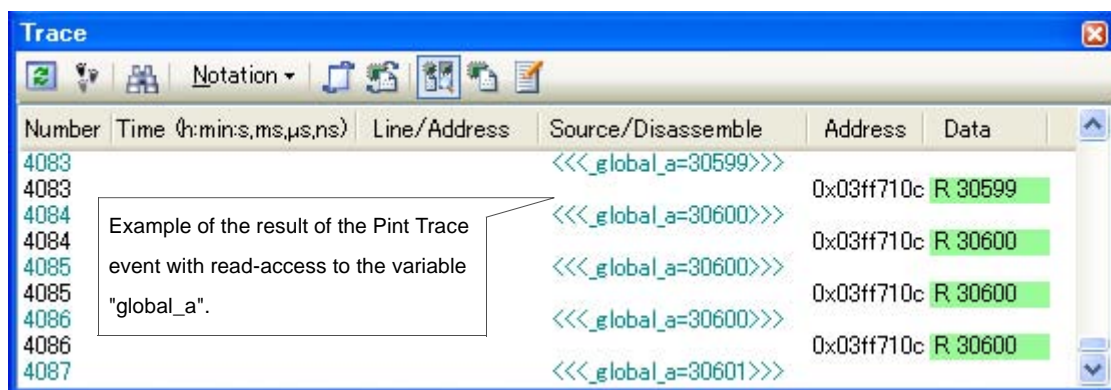 Trace
Notation
Number Time (h:min:s,ms,µs,ns) Line/Address Source/Disassemble Address Data
4083 <<<_global_a=30599>>>
4083 0x03ff710c R 30599
4084 <<<_global_a=30600>>>
4084 0x03ff710c R 30600
4085 <<<_global_a=30600>>>
4085 0x03ff710c R 30600
4086 <<<_global_a=30600>>>
4086 0x03ff710c R 30600
4087 <<<_global_a=30601>>>
Example of the result of the Pint Trace
event with read-access to the variable
"global_a".